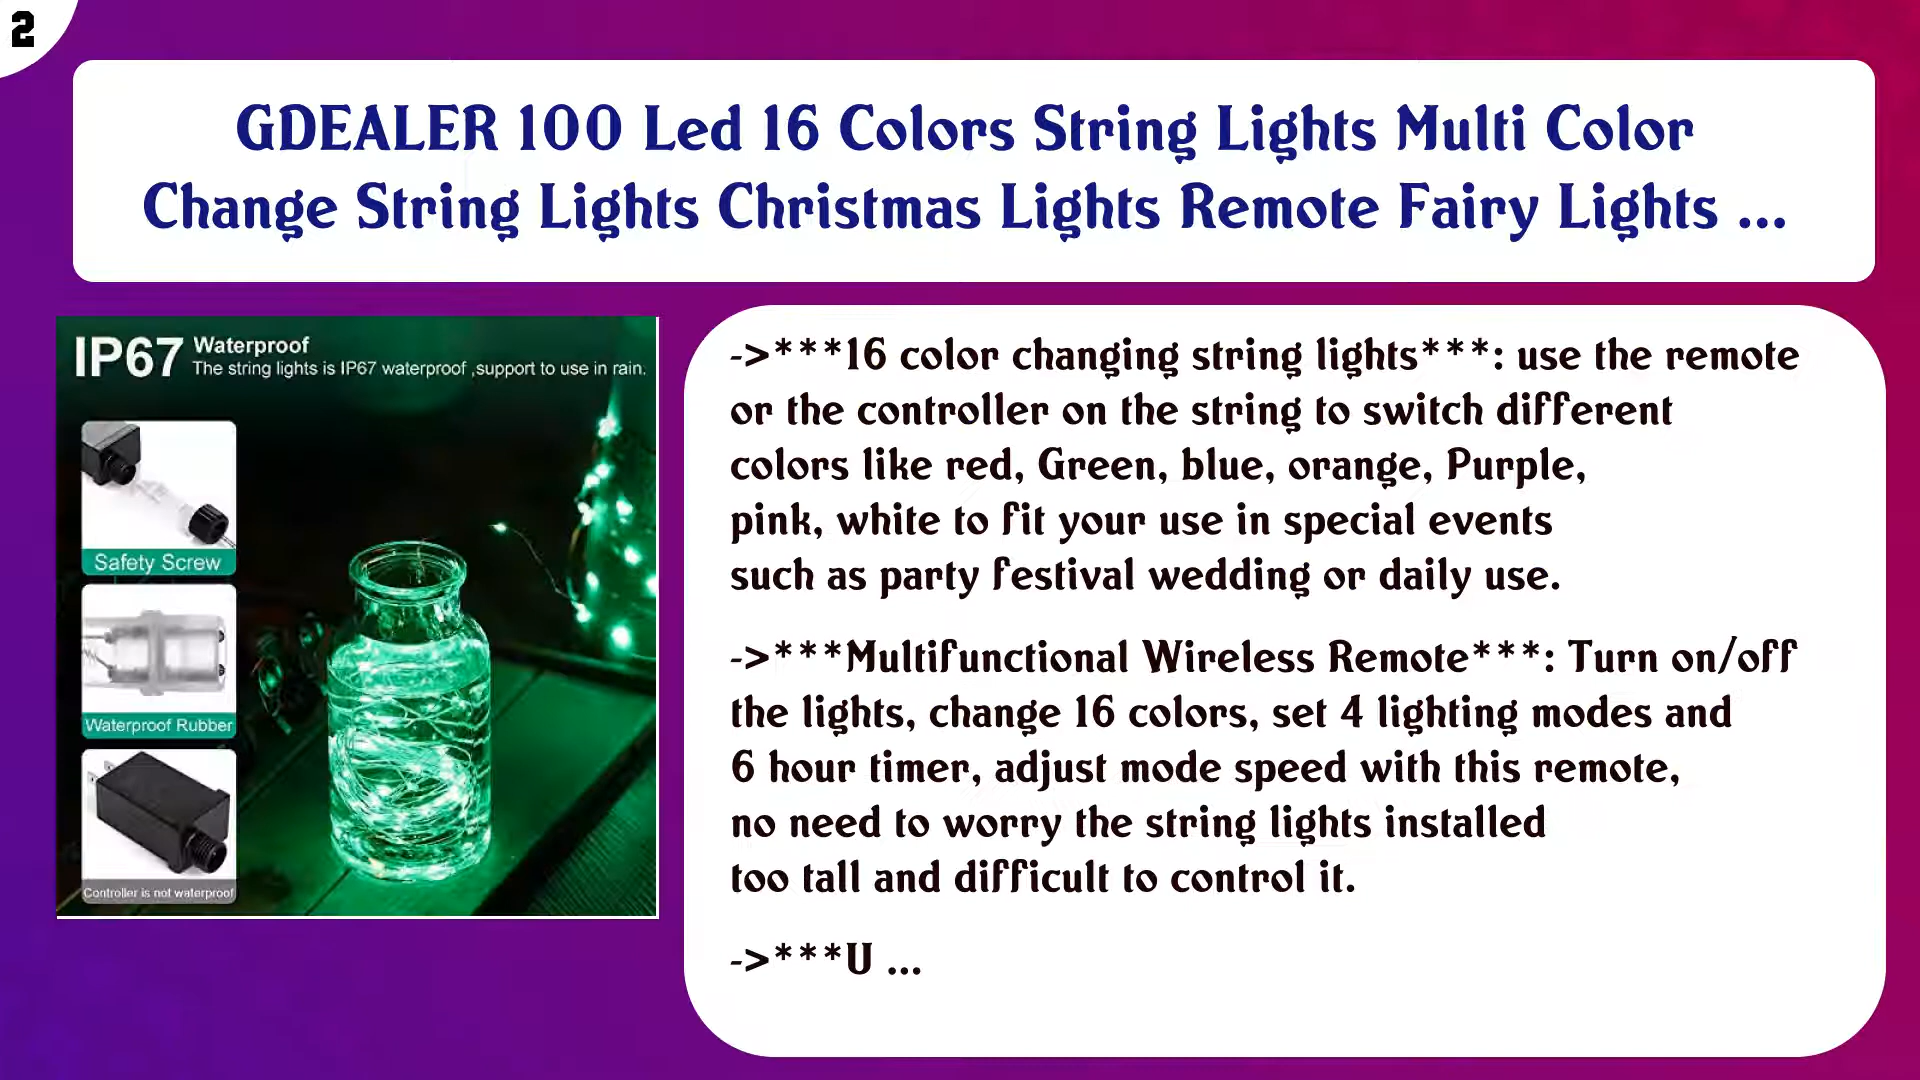 2
GDEALER 100 Led 16 Colors String Lights Multi Color
Change String Lights Christmas Lights Remote Fairy Lights ...
IP67 Waterproof
The string lights is IP67 waterproof ,support to use in rain.
Safety Screw
Waterproof Rubber
Controller is not waterproof
->***16 color changing string lights***: use the remote
or the controller on the string to switch different
colors like red, Green, blue, orange, Purple,
pink, white to fit your use in special events
such as party festival wedding or daily use.
->***Multifunctional Wireless Remote***: Turn on/off
the lights, change 16 colors, set 4 lighting modes and
6 hour timer, adjust mode speed with this remote,
no need to worry the string lights installed
too tall and difficult to control it.
->***U ...